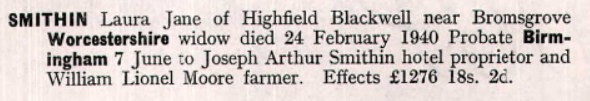 SMITHIN Laura Jane of Highfield Blackwell near Bromsgrove
Worcestershire widow died 24 February 1940 Probate Birm-
ingham 7 June to Joseph Arthur Smithin hotel proprietor and
William Lionel Moore farmer. Effects £1276 18s. 2d.